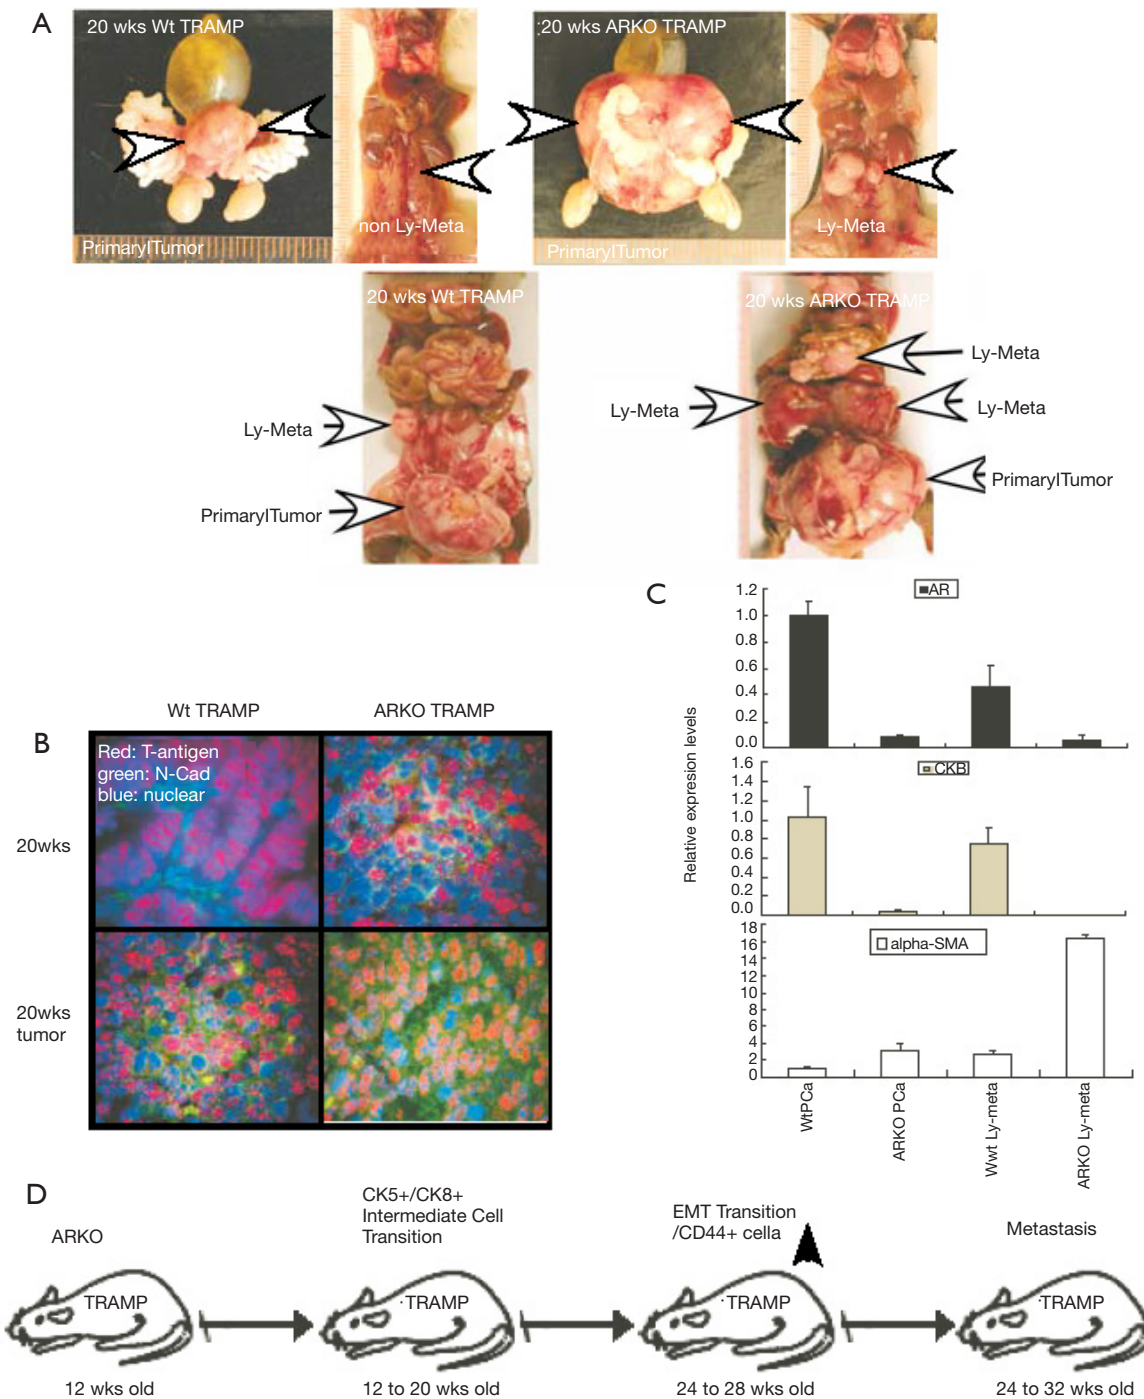 A
20 wks Wt TRAMP
20 wks ARKO TRAMP
non Ly-Meta
Ly-Meta
PrimarylTumor
PrimarylTumor
20 wks Wt TRAMP
20 wks ARKO TRAMP
Ly-Meta
Ly-Meta
Ly-Meta
Ly-Meta
PrimarylTumor
PrimarylTumor
B
Wt TRAMP
ARKO TRAMP
Red: T-antigen
green: N-Cad
blue: nuclear
20wks
20wks
tumor
C
Relative expresion levels
AR
1.2
1.0
0.8
0.6
0.4
0.2
0.0
CKB
1.6
1.4
1.2
1.0
0.8
0.6
0.4
0.2
0.0
alpha-SMA
18
16
14
12
10
8
6
4
2
0
WtPCa
ARKO PCa
Wwt Ly-meta
ARKO Ly-meta
D
ARKO
CK5+/CK8+
Intermediate Cell
Transition
EMT Transition
/CD44+ cella
Metastasis
TRAMP
TRAMP
TRAMP
TRAMP
12 wks old
12 to 20 wks old
24 to 28 wks old
24 to 32 wks old